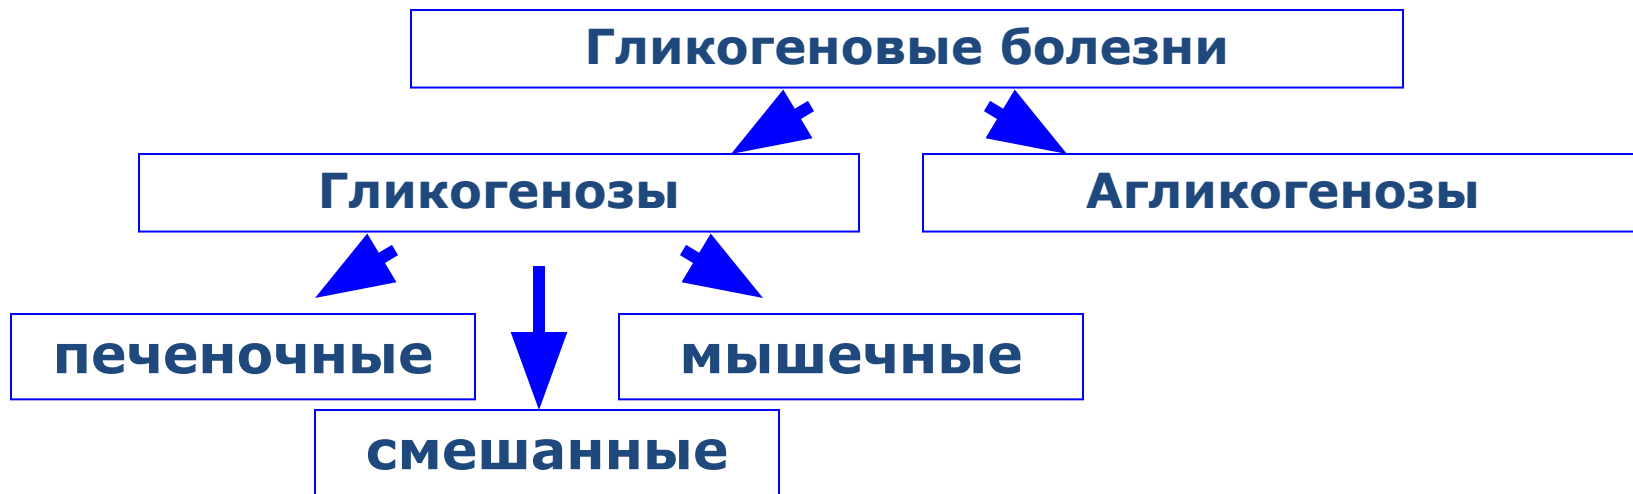 Гликогеновые болезни
Гликогенозы
Агликогенозы
печеночные
мышечные
смешанные